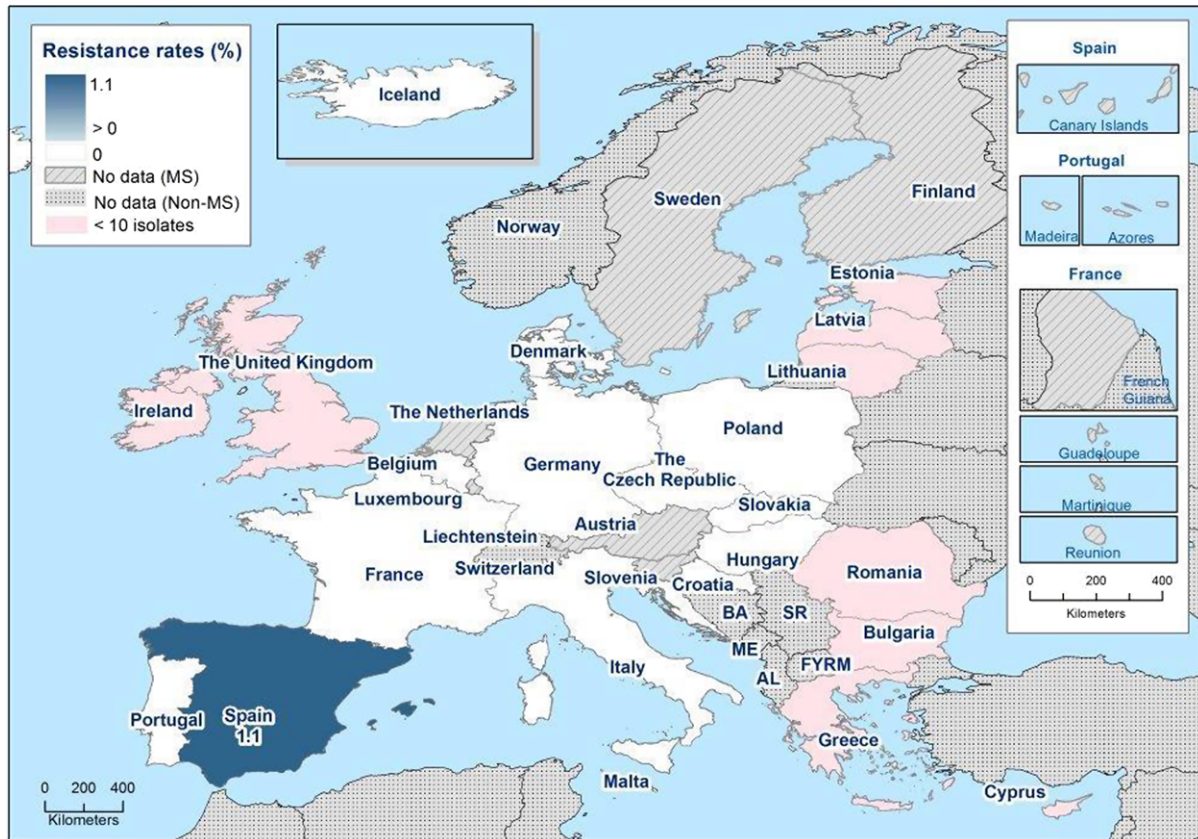 Resistance rates (%)
1.1
> 0
0
No data (MS)
No data (Non-MS)
< 10 isolates
Iceland
Spain
Canary Islands
Portugal
Madeira
Azores
France
French
Guiana
Guadeloupe
Martinique
Reunion
0 200 400
Kilometers
Finland
Sweden
Norway
Estonia
Latvia
Lithuania
Denmark
The United Kingdom
Ireland
The Netherlands
Poland
Belgium
Germany
The
Czech Republic
Luxembourg
Slovakia
Austria
Liechtenstein
Hungary
Switzerland
France
Slovenia
Croatia
Romania
BA
SR
Bulgaria
ME
Italy
FYRM
AL
Portugal
Spain
1.1
Greece
Malta
Cyprus
0 200 400
Kilometers